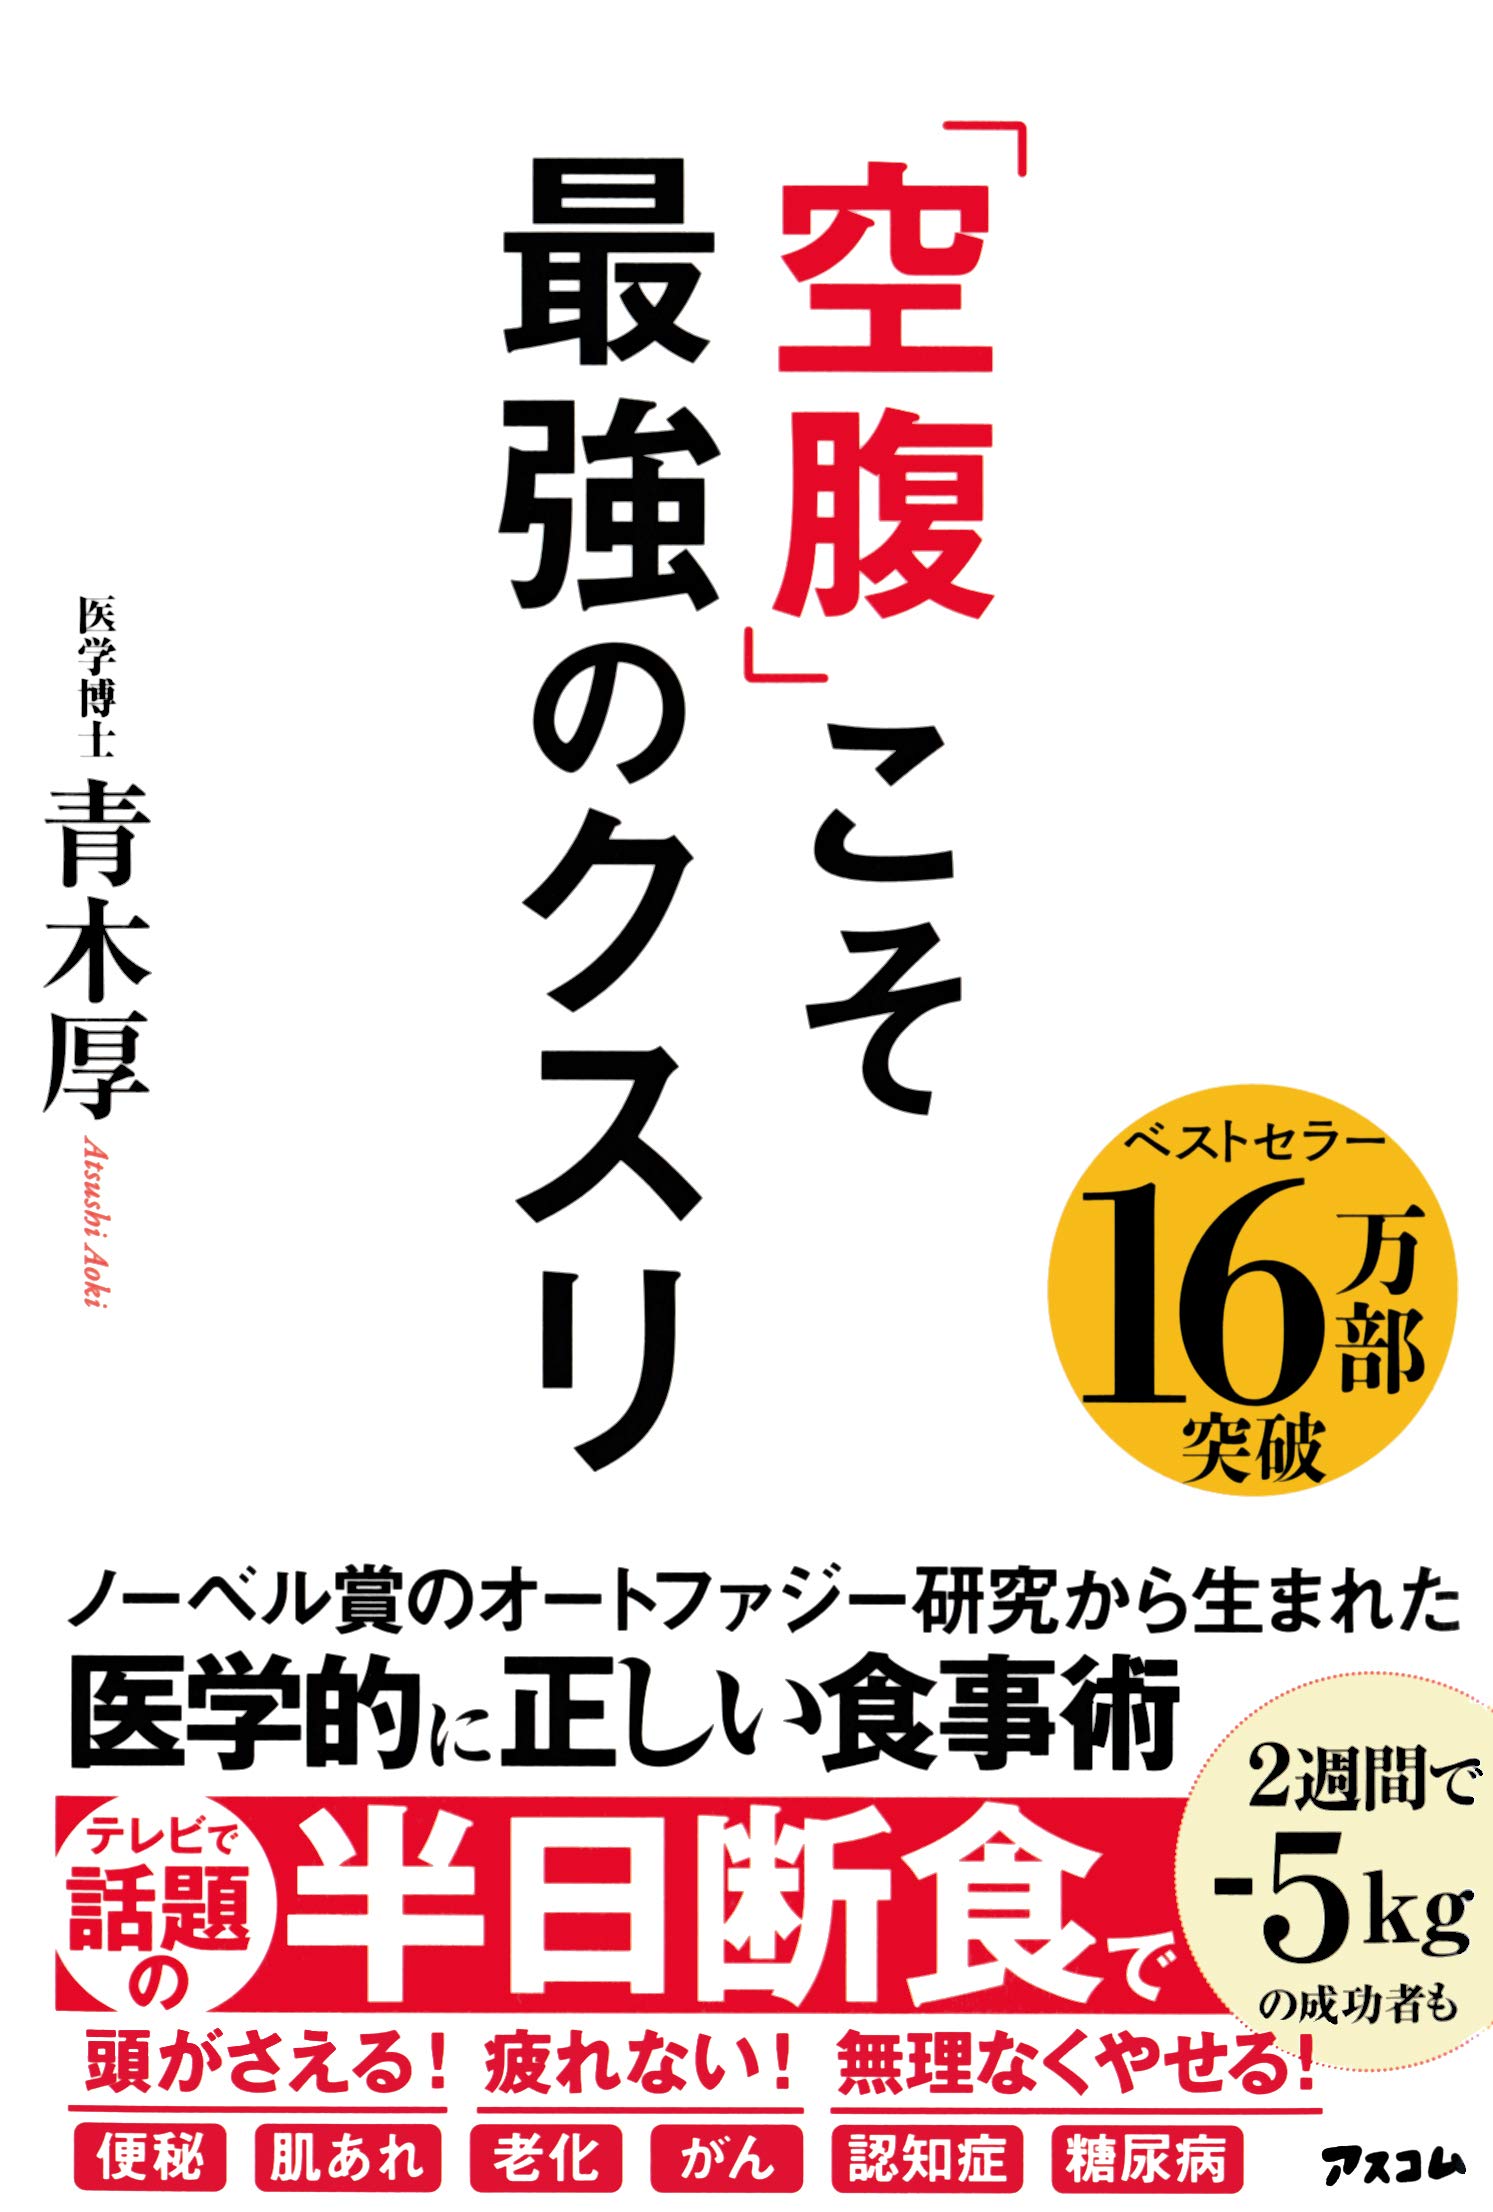 「空腹」こそ
最強のクスリ
医学博士 青木厚 Atsushi Aoki
ベストセラー
16万部
突破
ノーベル賞のオートファジー研究から生まれた
医学的に正しい食事術
テレビで
話題
の
半日断食で
2週間で
-5kg
の成功者も
頭がさえる! 疲れない! 無理なくやせる!
便秘 肌あれ 老化 がん 認知症 糖尿病
アスコム